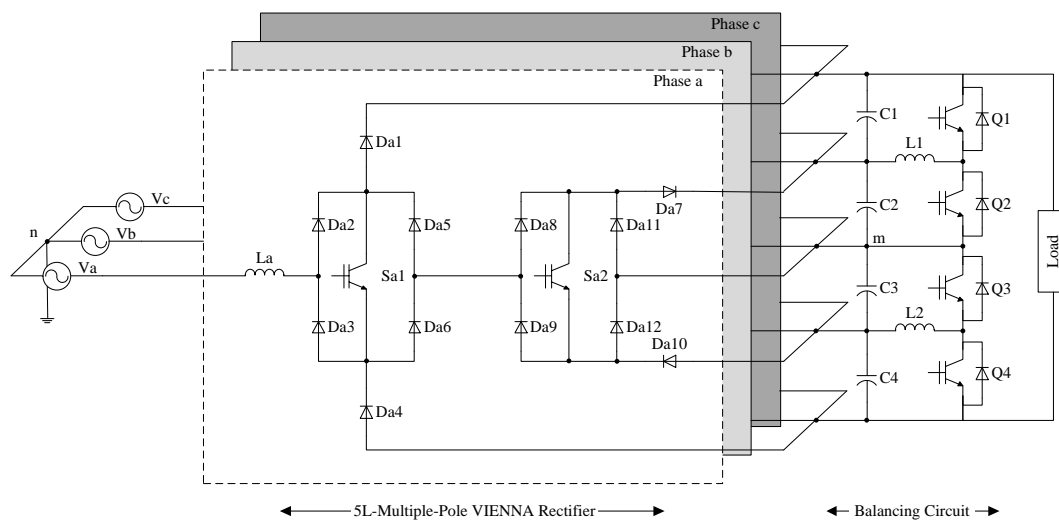 Phase c
Phase b
Phase a
Da1
C1
Q1
L1
Vc
Da2
Da5
Da8
Da11
Da7
C2
Q2
n
Vb
m
Va
La
Sa1
Sa2
Load
Da3
Da6
Da9
Da12
C3
Q3
L2
Da10
C4
Q4
Da4
5L-Multiple-Pole VIENNA Rectifier
Balancing Circuit